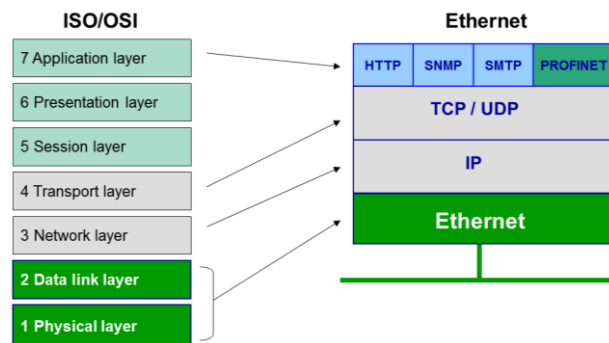 ISO/OSI
7 Application layer
6 Presentation layer
5 Session layer
4 Transport layer
3 Network layer
2 Data link layer
1 Physical layer
Ethernet
HTTP SNMP SMTP PROFINET
TCP / UDP
IP
Ethernet